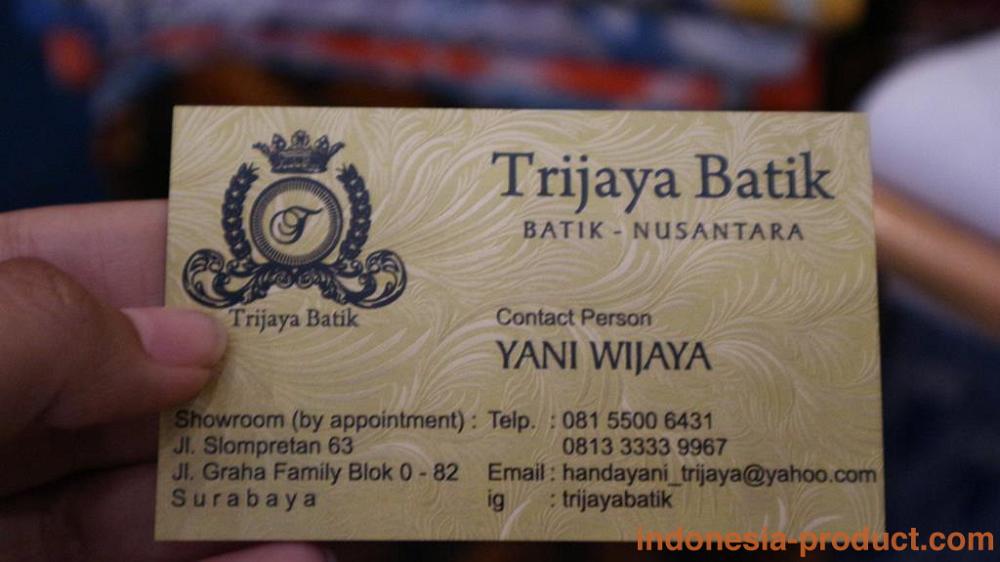 T
Trijaya Batik
Trijaya Batik
BATIK - NUSANTARA
Contact Person
YANI WIJAYA
Showroom (by appointment) :
Jl. Slompretan 63
Jl. Graha Family Blok 0 - 82
Surabaya
Telp. : 081 5500 6431
0813 3333 9967
Email : handayani_trijaya@yahoo.com
ig : trijayabatik
indonesia-product.com